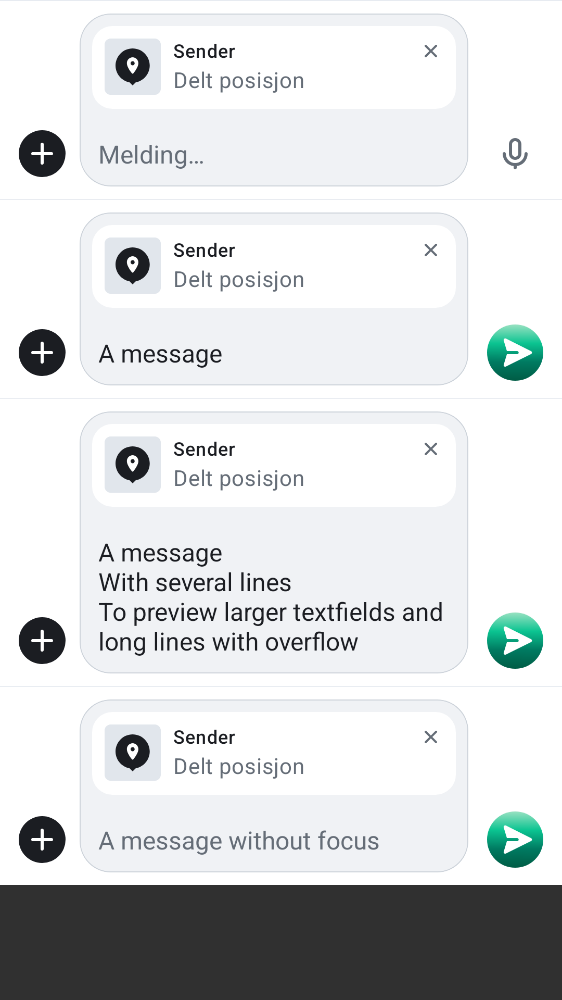 Sender
Delt posisjon
Melding…
Sender
Delt posisjon
A message
Sender
Delt posisjon
A message
With several lines
To preview larger textfields and
long lines with overflow
Sender
Delt posisjon
A message without focus